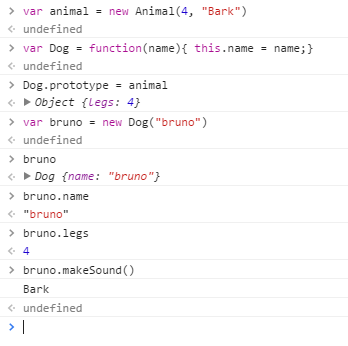 > var animal = new Animal(4, "Bark")
< undefined
> var Dog = function(name){ this.name = name;}
< undefined
> Dog.prototype = animal
< ▶ Object {legs: 4}
> var bruno = new Dog("bruno")
< undefined
> bruno
< ▶ Dog {name: "bruno"}
> bruno.name
< "bruno"
> bruno.legs
< 4
> bruno.makeSound()
Bark
< undefined
>